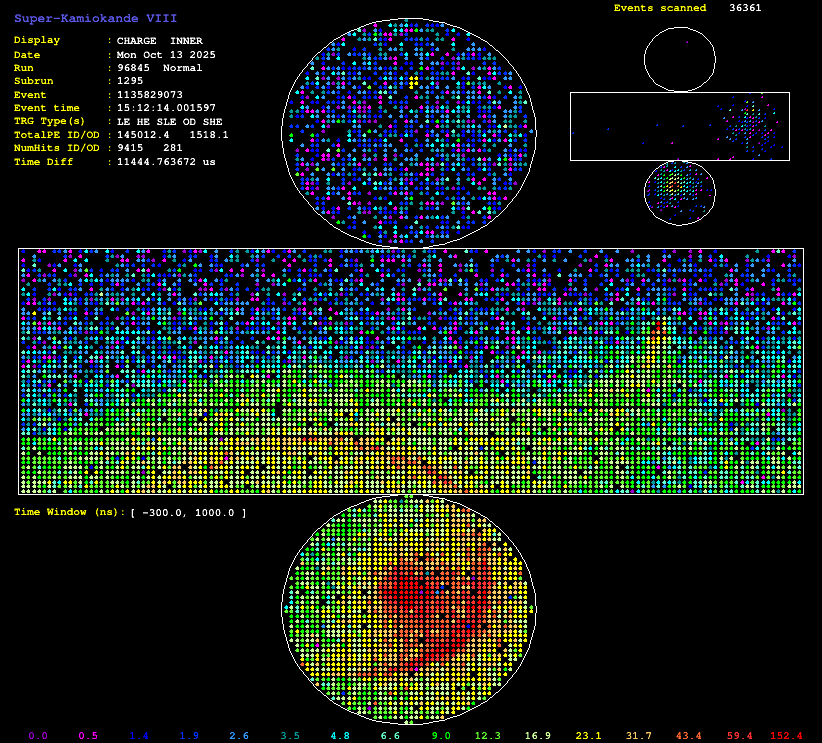 Super-Kamiokande VIII
Events scanned 36361
Display : CHARGE INNER
Date : Mon Oct 13 2025
Run : 96845 Normal
Subrun : 1295
Event : 1135829073
Event time : 15:12:14.001597
TRG Type(s) : LE HE SLE OD SHE
TotalPE ID/OD : 145012.4 1518.1
NumHits ID/OD : 9415 281
Time Diff : 11444.763672 us
Time Window (ns): [ -300.0, 1000.0 ]
0.0 0.5 1.4 1.9 2.6 3.5 4.8 6.6 9.0 12.3 16.9 23.1 31.7 43.4 59.4 152.4